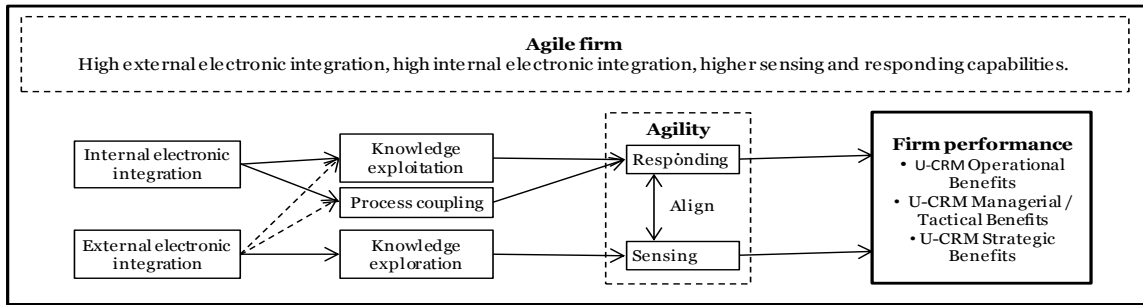 Agile firm
High external electronic integration, high internal electronic integration, higher sensing and responding capabilities.
Internal electronic
integration
External electronic
integration
Knowledge
exploitation
Process coupling
Knowledge
exploration
Agility
Responding
Align
Sensing
Firm performance
• U-CRM Operational
Benefits
• U-CRM Managerial /
Tactical Benefits
• U-CRM Strategic
Benefits